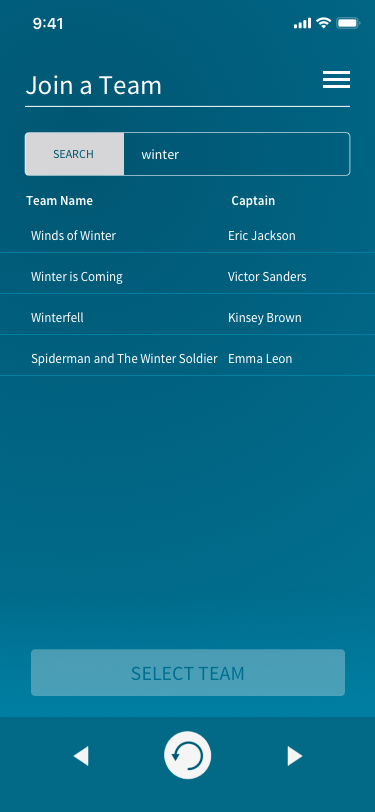 9:41
Join a Team
SEARCH winter
Team Name Captain
Winds of Winter Eric Jackson
Winter is Coming Victor Sanders
Winterfell Kinsey Brown
Spiderman and The Winter Soldier Emma Leon
SELECT TEAM